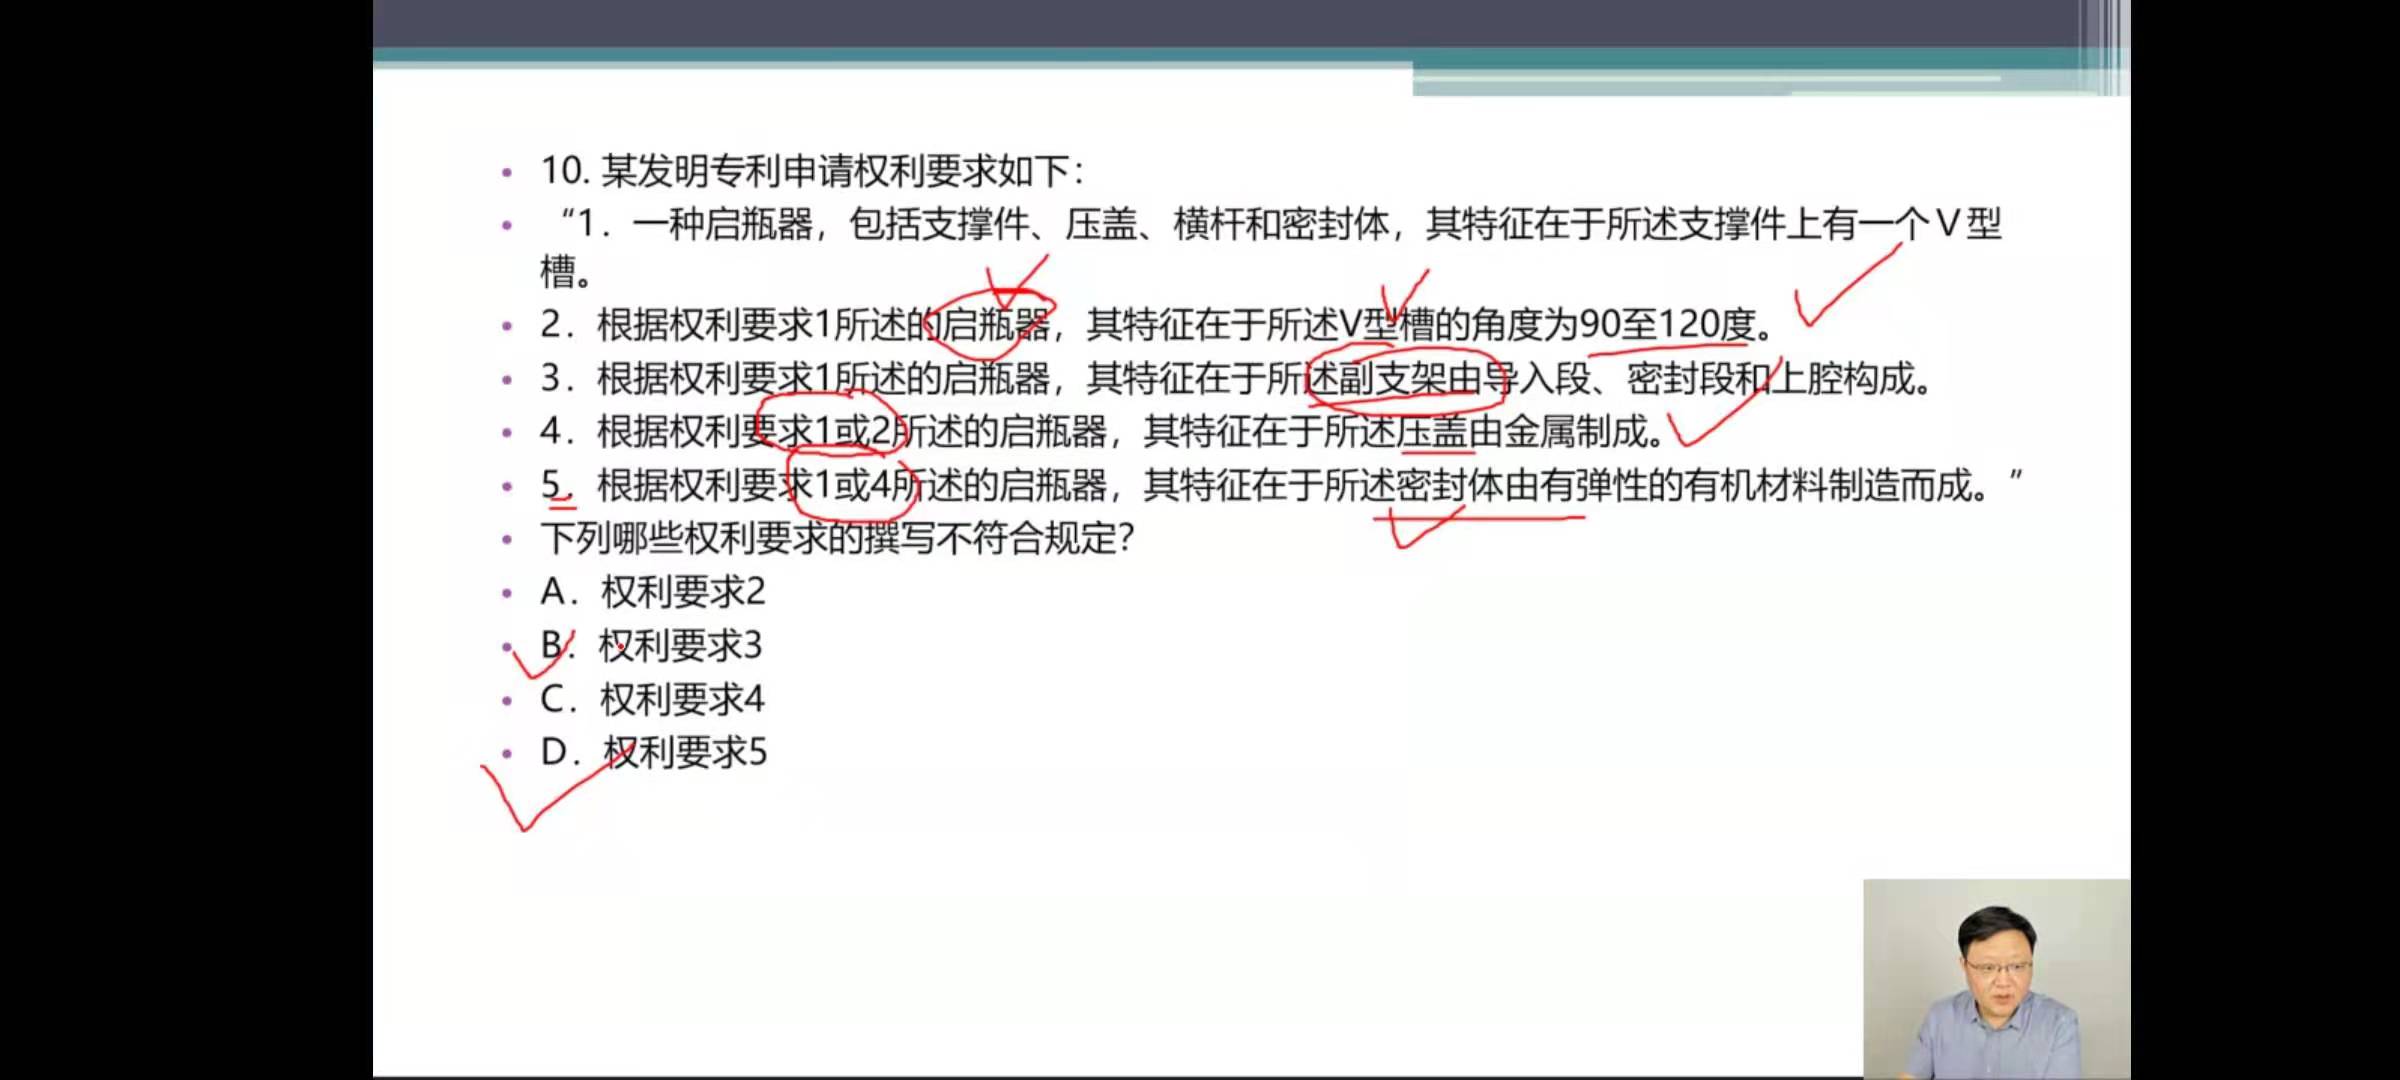 10. 某发明专利申请权利要求如下：
“1．一种启瓶器，包括支撑件、压盖、横杆和密封体，其特征在于所述支撑件上有一个Ｖ型
槽。
2．根据权利要求1所述的启瓶器，其特征在于所述V型槽的角度为90至120度。
3．根据权利要求1所述的启瓶器，其特征在于所述副支架由导入段、密封段和上腔构成。
4．根据权利要求1或2所述的启瓶器，其特征在于所述压盖由金属制成。
5．根据权利要求1或4所述的启瓶器，其特征在于所述密封体由有弹性的有机材料制造而成。”
下列哪些权利要求的撰写不符合规定？
A．权利要求2
B．权利要求3
C．权利要求4
D．权利要求5